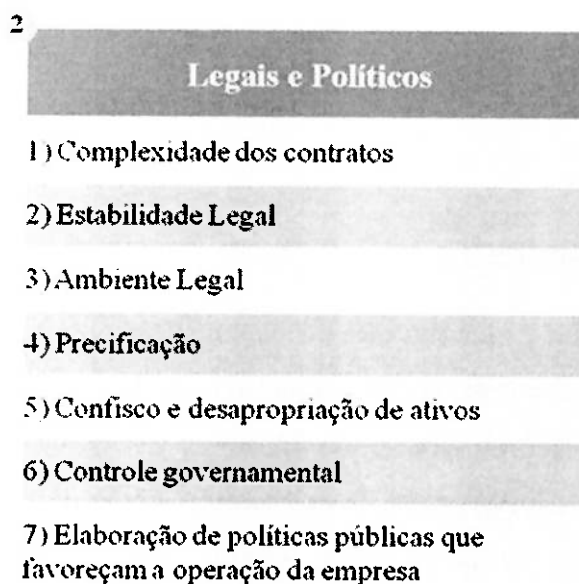 2
Legais e Políticos
1) Complexidade dos contratos
2) Estabilidade Legal
3) Ambiente Legal
4) Precificação
5) Confisco e desapropriação de ativos
6) Controle governamental
7) Elaboração de políticas públicas que
favoreçam a operação da empresa